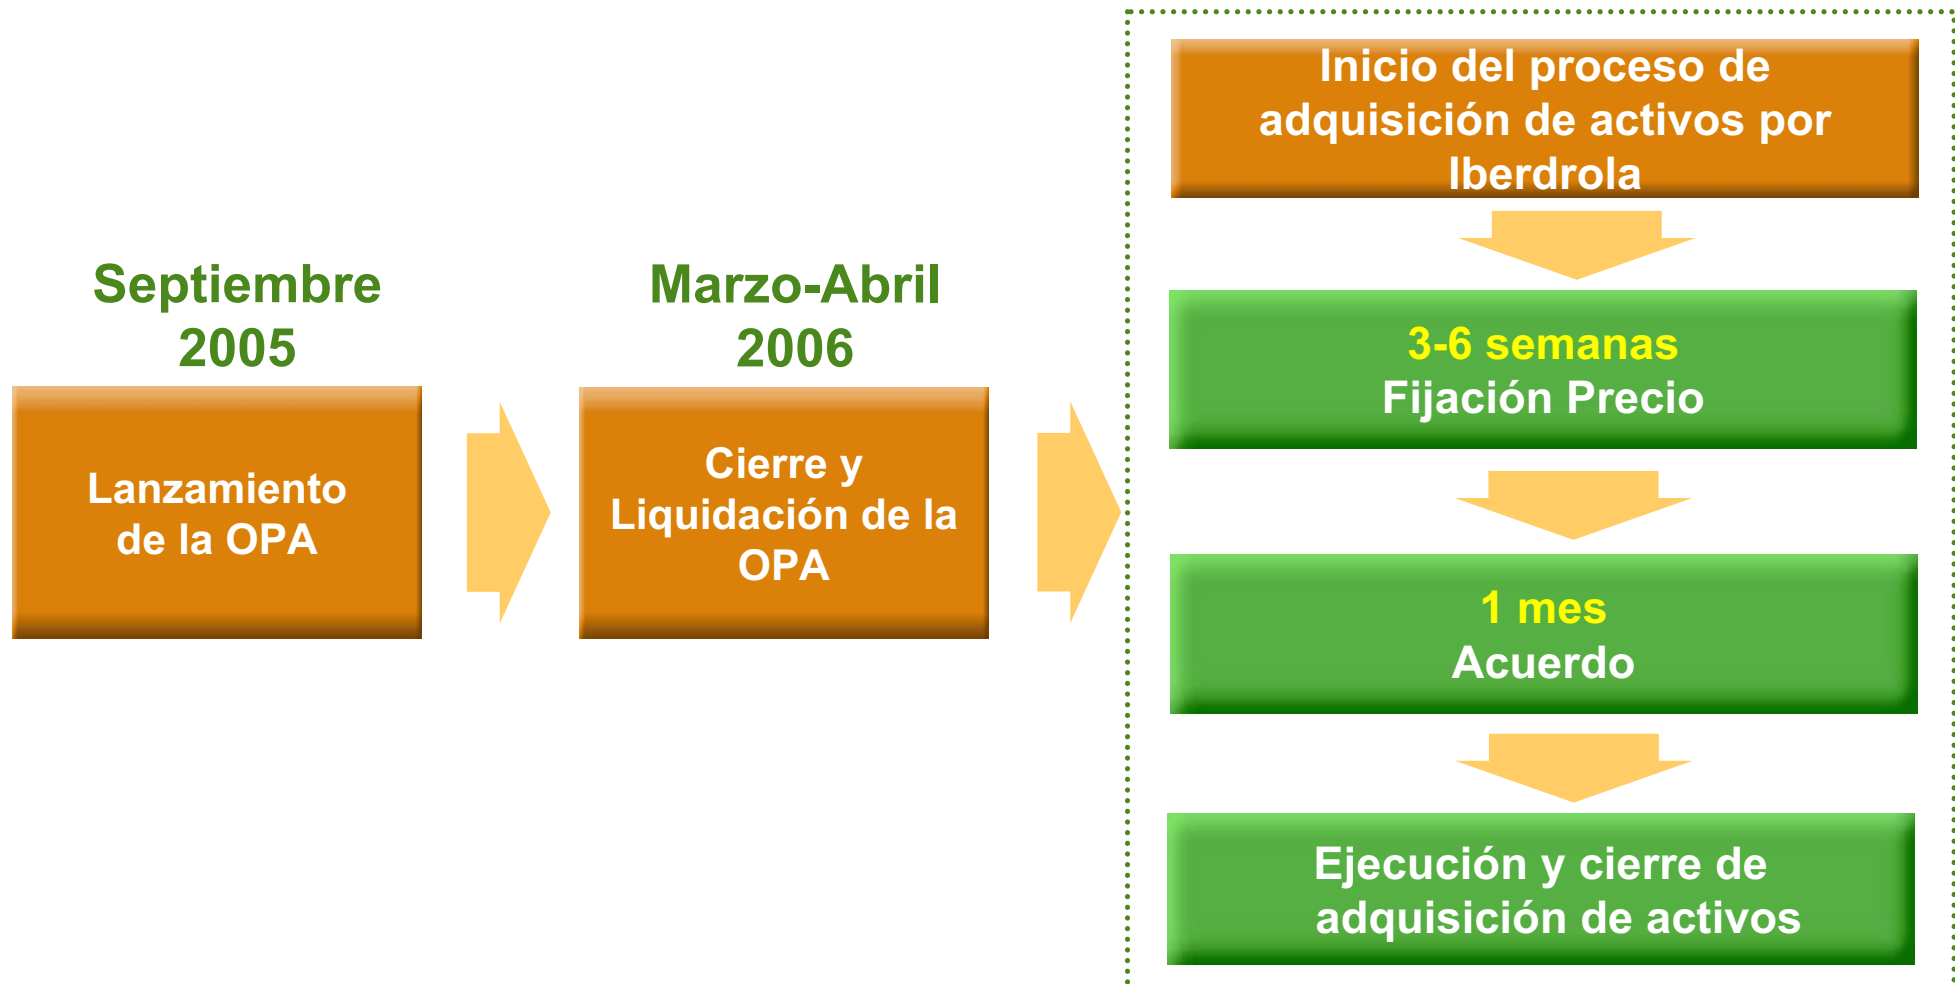 Septiembre
2005
Lanzamiento
de la OPA
Marzo-Abril
2006
Cierre y
Liquidación de la
OPA
Inicio del proceso de
adquisición de activos por
Iberdrola
3-6 semanas
Fijación Precio
1 mes
Acuerdo
Ejecución y cierre de
adquisición de activos